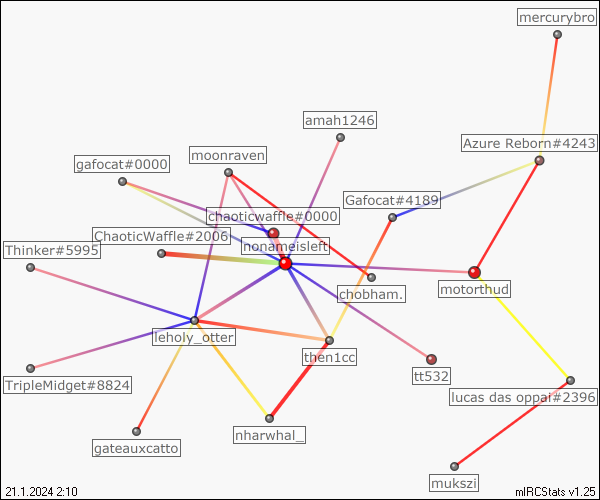 mercurybro
amah1246
Azure Reborn#4243
moonraven
gafocat#0000
Gafocat#4189
chaoticwaffle#0000
ChaoticWaffle#2006
nonameisleft
Thinker#5995
motorthud
chobham.
leholy_otter
then1cc
tt532
TripleMidget#8824
lucas das oppai#2396
nharwhal_
gateauxcatto
mukszi
21.1.2024 2:10
mIRCStats v1.25